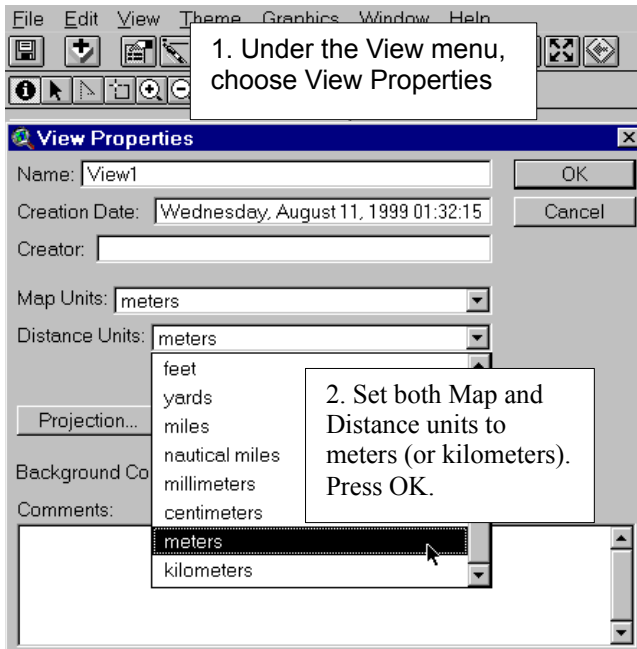 File Edit View Theme Graphics Window Help
1. Under the View menu,
choose View Properties
View Properties
Name: View1
OK
Creation Date: Wednesday, August 11, 1999 01:32:15
Cancel
Creator:
Map Units: meters
Distance Units: meters
feet
yards
miles
nautical miles
millimeters
centimeters
meters
kilometers
2. Set both Map and
Distance units to
meters (or kilometers).
Press OK.
Projection...
Background Co
Comments: